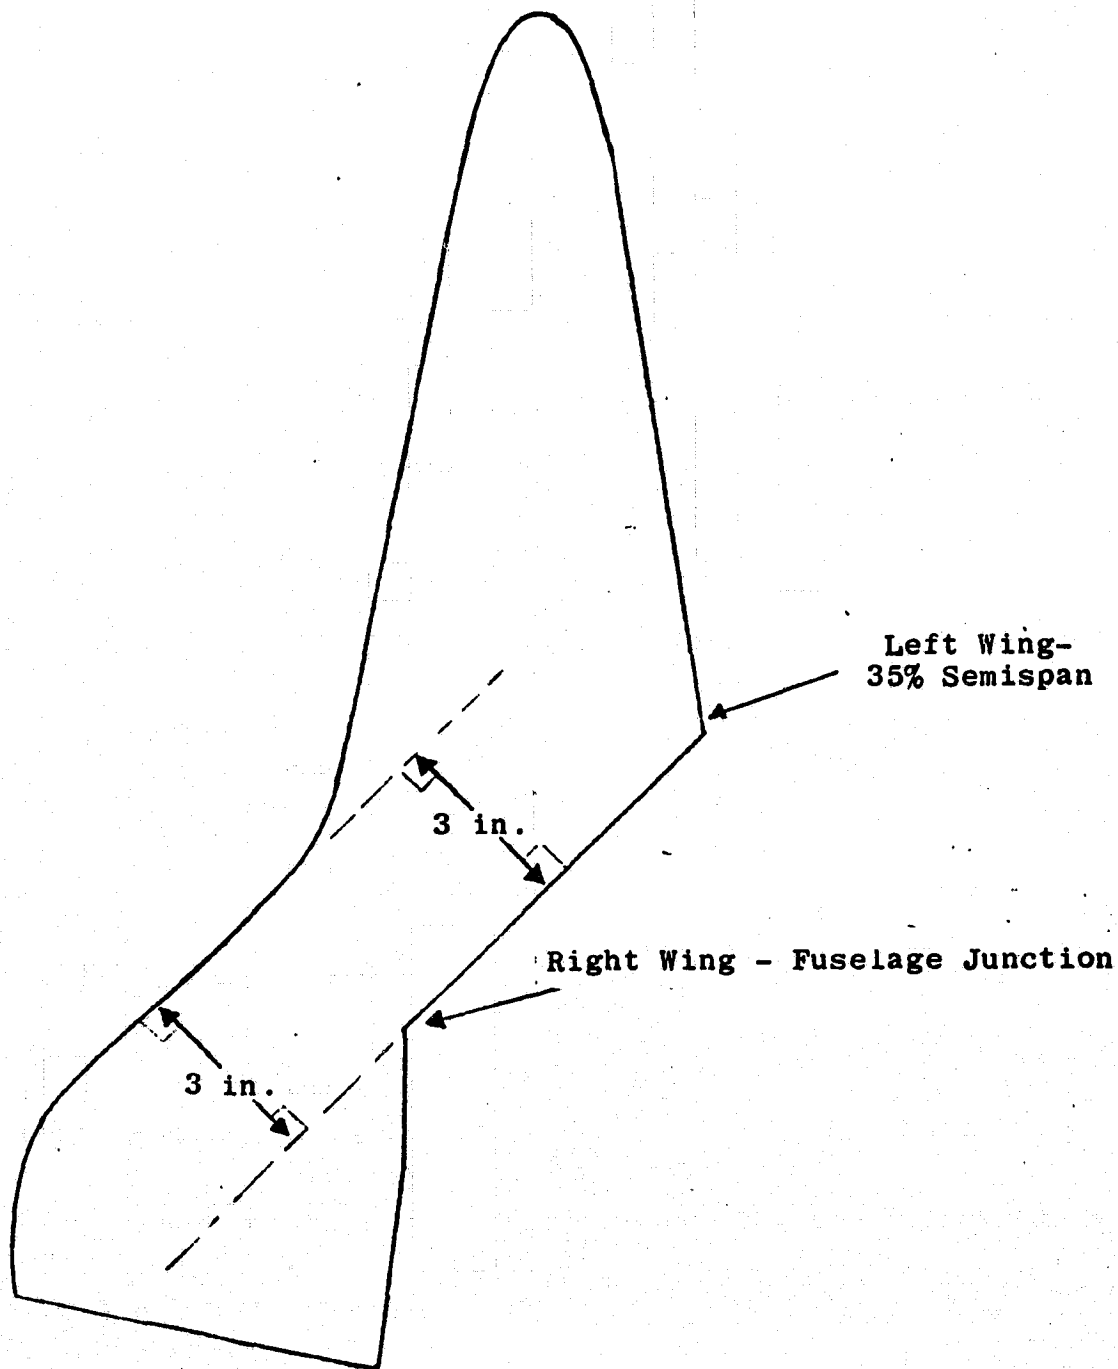 Left Wing-
35% Semispan
3 in.
Right Wing - Fuselage Junction
3 in.